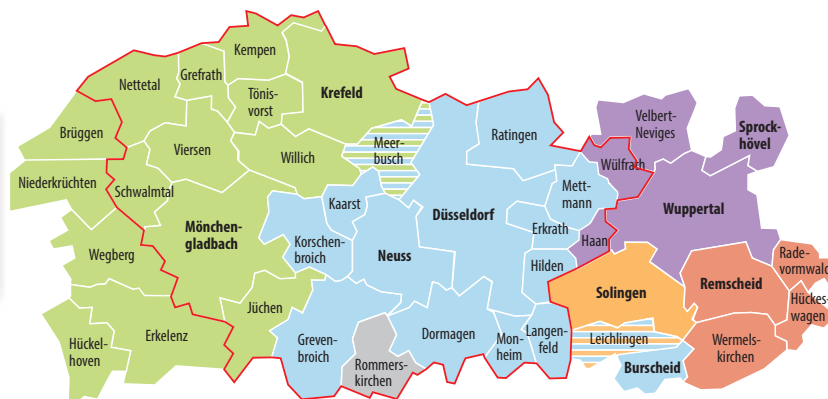 Kempen
Nettetal
Grefrath
Krefeld
Tönis-
vorst
Brüggen
Viersen
Willich
Meer-
busch
Ratingen
Velbert-
Neviges
Sprock-
hövel
Niederkrüchten
Schwalmtal
Wülfrath
Mett-
mann
Kaarst
Düsseldorf
Wuppertal
Mönchen-
gladbach
Erkrath
Haan
Wegberg
Korschen-
broich
Neuss
Hilden
Rade-
vormwald
Solingen
Remscheid
Jüchen
Hückes-
wagen
Hückel-
hoven
Erkelenz
Greven-
broich
Dormagen
Mon-
heim
Langen-
feld
Leichlingen
Wermels-
kirchen
Rommers-
kirchen
Burscheid